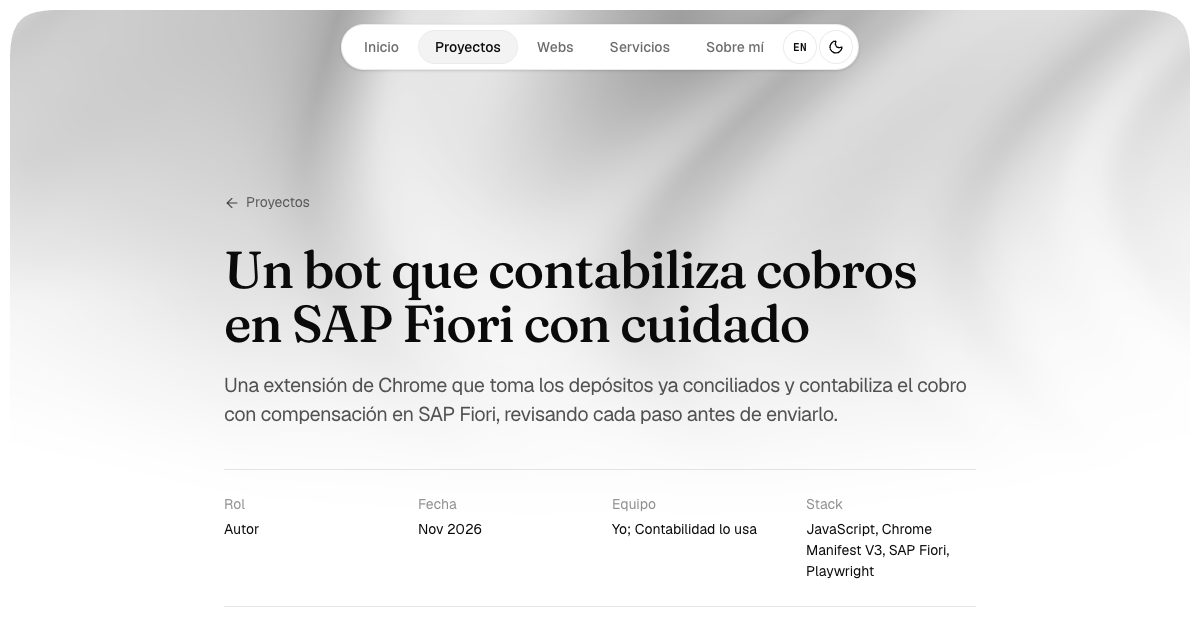 Inicio
Proyectos
Webs
Servicios
Sobre mí
EN
Proyectos
Un bot que contabiliza cobros
en SAP Fiori con cuidado
Una extensión de Chrome que toma los depósitos ya conciliados y contabiliza el cobro
con compensación en SAP Fiori, revisando cada paso antes de enviarlo.
Rol
Autor
Fecha
Nov 2026
Equipo
Yo; Contabilidad lo usa
Stack
JavaScript, Chrome
Manifest V3, SAP Fiori,
Playwright